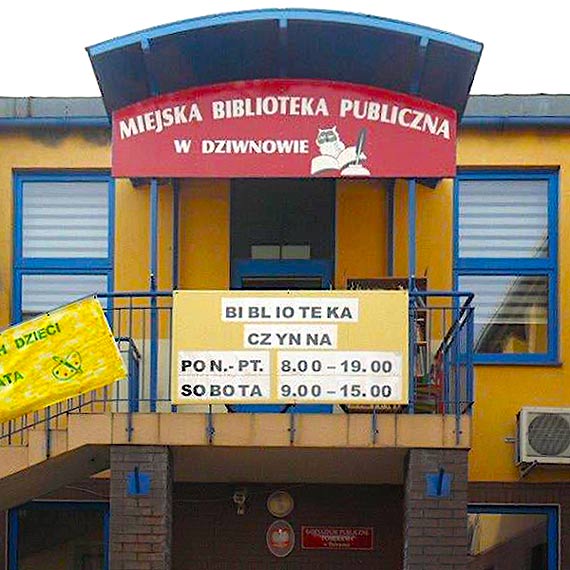 MIEJSKA BIBLIOTEKA PUBLICZNA
W DZIWNOWIE
BIBLIOTEKA
CZYNNA
PON.-PT. 8.00 – 19.00
SOBOTA 9.00 – 15.00
H DZIECI
ATA